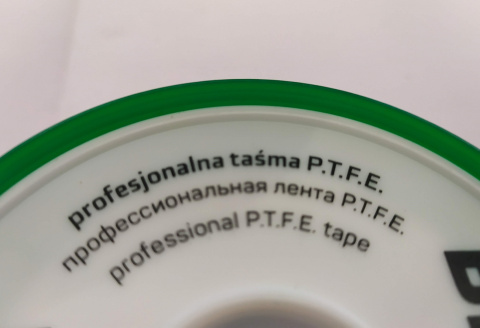 profesjonalna taśma P.T.F.E.
профессиональная лента P.T.F.E.
professional P.T.F.E. tape